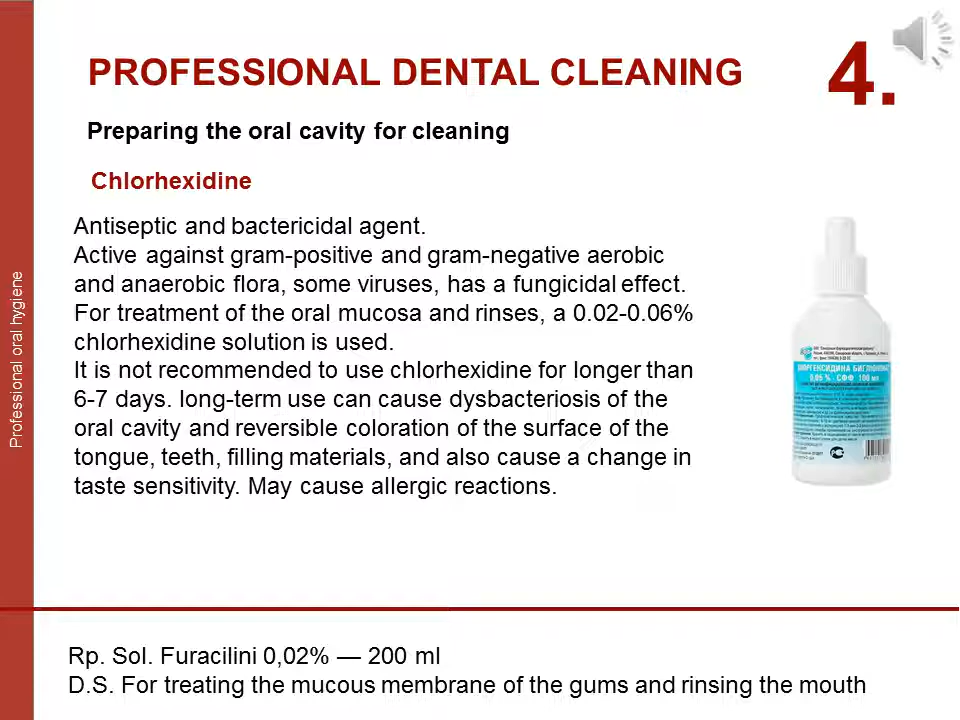 PROFESSIONAL DENTAL CLEANING
4.
Preparing the oral cavity for cleaning
Chlorhexidine
Antiseptic and bactericidal agent.
Active against gram-positive and gram-negative aerobic
and anaerobic flora, some viruses, has a fungicidal effect.
For treatment of the oral mucosa and rinses, a 0.02-0.06%
chlorhexidine solution is used.
It is not recommended to use chlorhexidine for longer than
6-7 days. long-term use can cause dysbacteriosis of the
oral cavity and reversible coloration of the surface of the
tongue, teeth, filling materials, and also cause a change in
taste sensitivity. May cause allergic reactions.
Professional oral hygiene
0,05% СФФ 100 мл
Rp. Sol. Furacilini 0,02% — 200 ml
D.S. For treating the mucous membrane of the gums and rinsing the mouth